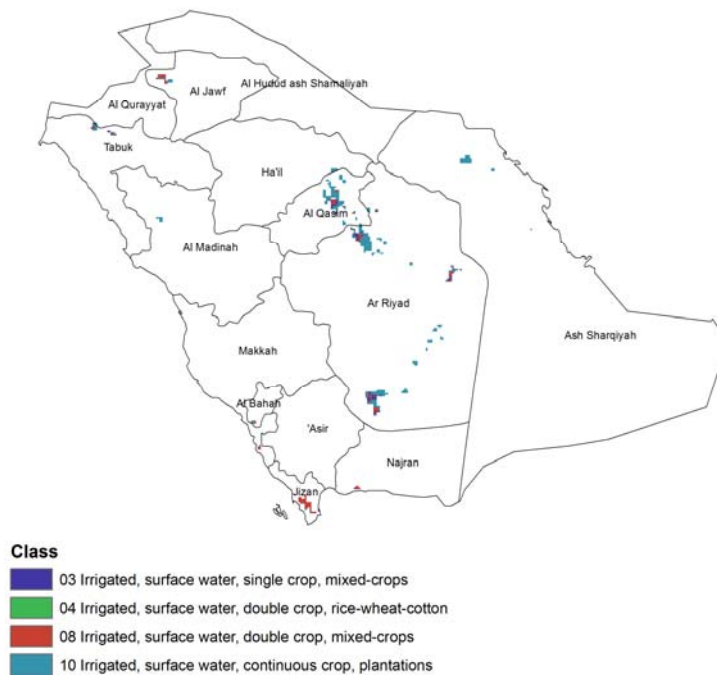 Al Hudud ash Shamaliyah
Al Jawf
Al Qurayyat
Tabuk
Ha'il
Al Qasim
Al Madinah
Ar Riyad
Ash Sharqiyah
Makkah
Al Bahah
'Asir
Najran
Jizan
Class
03 Irrigated, surface water, single crop, mixed-crops
04 Irrigated, surface water, double crop, rice-wheat-cotton
08 Irrigated, surface water, double crop, mixed-crops
10 Irrigated, surface water, continuous crop, plantations